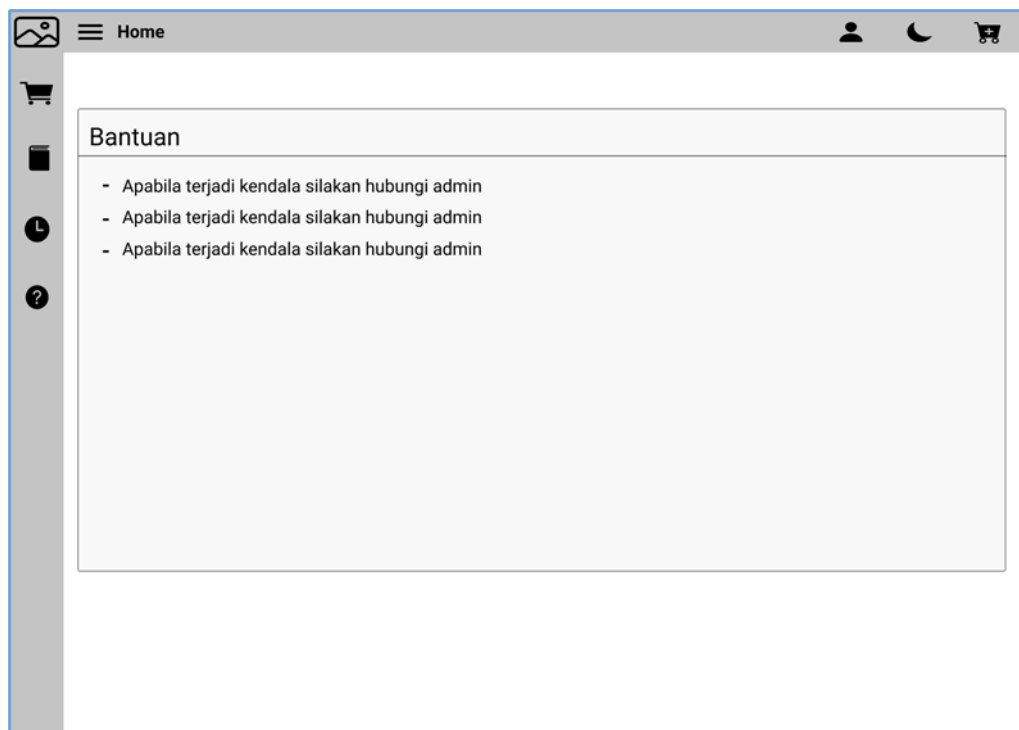 Home
Bantuan
- Apabila terjadi kendala silakan hubungi admin
- Apabila terjadi kendala silakan hubungi admin
- Apabila terjadi kendala silakan hubungi admin
?